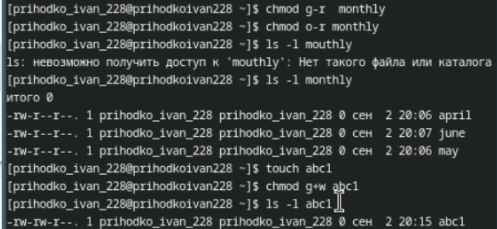 [prihodko_ivan_228@prihodkoivan228 ~]$ chmod g-r  monthly
[prihodko_ivan_228@prihodkoivan228 ~]$ chmod o-r monthly
[prihodko_ivan_228@prihodkoivan228 ~]$ ls -l mouthly
ls: невозможно получить доступ к 'mouthly': Нет такого файла или каталога
[prihodko_ivan_228@prihodkoivan228 ~]$ ls -l monthly
итого 0
-rw-r--r--. 1 prihodko_ivan_228 prihodko_ivan_228 0 сен  2 20:06 april
-rw-r--r--. 1 prihodko_ivan_228 prihodko_ivan_228 0 сен  2 20:07 june
-rw-r--r--. 1 prihodko_ivan_228 prihodko_ivan_228 0 сен  2 20:06 may
[prihodko_ivan_228@prihodkoivan228 ~]$ touch abc1
[prihodko_ivan_228@prihodkoivan228 ~]$ chmod g+w abc1
[prihodko_ivan_228@prihodkoivan228 ~]$ ls -l abc1
-rw-rw-r--. 1 prihodko_ivan_228 prihodko_ivan_228 0 сен  2 20:15 abc1